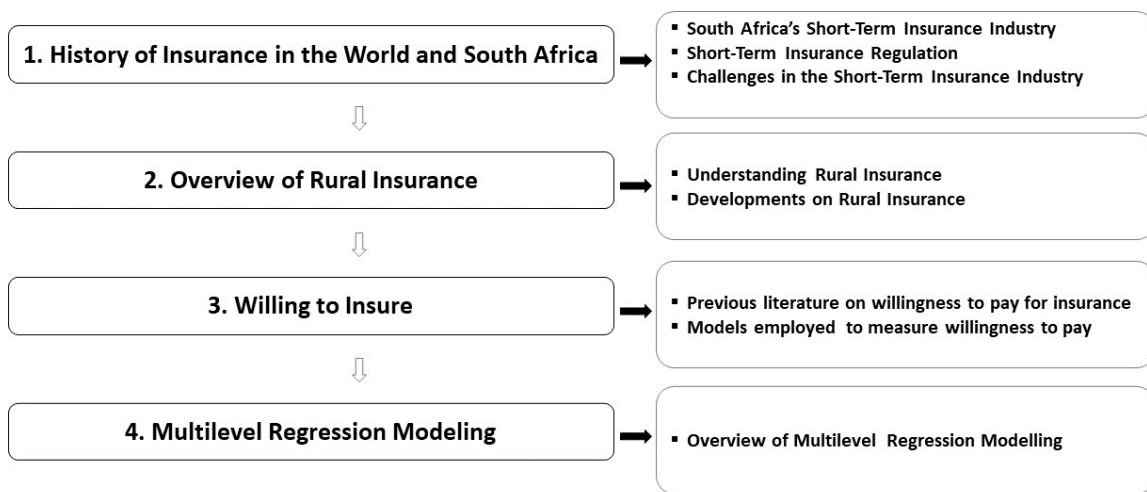 1. History of Insurance in the World and South Africa
▪ South Africa's Short-Term Insurance Industry
▪ Short-Term Insurance Regulation
▪ Challenges in the Short-Term Insurance Industry
2. Overview of Rural Insurance
▪ Understanding Rural Insurance
▪ Developments on Rural Insurance
3. Willing to Insure
▪ Previous literature on willingness to pay for insurance
▪ Models employed to measure willingness to pay
4. Multilevel Regression Modeling
▪ Overview of Multilevel Regression Modelling